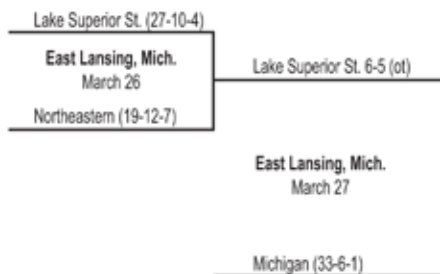 Lake Superior St. (27-10-4)
East Lansing, Mich.
March 26
Northeastern (19-12-7)
Lake Superior St. 6-5 (ot)
East Lansing, Mich.
March 27
Michigan (33-6-1)